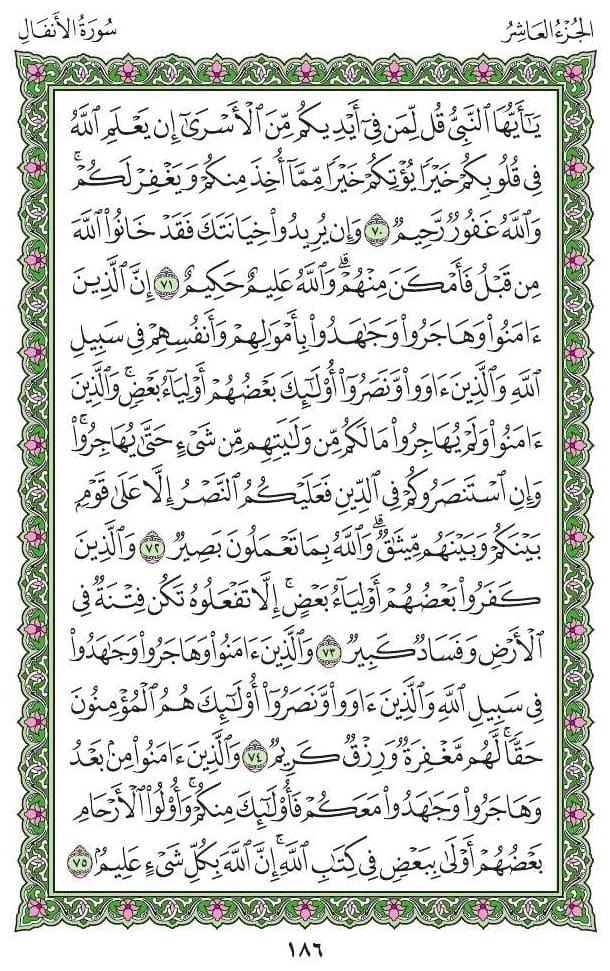 الجُزْءُ العَاشِرُ سُورَةُ الأَنفَالِ
يَٰٓأَيُّهَا ٱلنَّبِيُّ قُل لِّمَن فِيٓ أَيۡدِيكُم مِّنَ ٱلۡأَسۡرَىٰٓ إِن يَعۡلَمِ ٱللَّهُ
فِي قُلُوبِكُمۡ خَيۡرٗا يُؤۡتِكُمۡ خَيۡرٗا مِّمَّآ أُخِذَ مِنكُمۡ وَيَغۡفِرۡ لَكُمۡۚ
وَٱللَّهُ غَفُورٞ رَّحِيمٞ ٧٠ وَإِن يُرِيدُواْ خِيَانَتَكَ فَقَدۡ خَانُواْ ٱللَّهَ
مِن قَبۡلُ فَأَمۡكَنَ مِنۡهُمۡۗ وَٱللَّهُ عَلِيمٌ حَكِيمٌ ٧١ إِنَّ ٱلَّذِينَ
ءَامَنُواْ وَهَاجَرُواْ وَجَٰهَدُواْ بِأَمۡوَٰلِهِمۡ وَأَنفُسِهِمۡ فِي سَبِيلِ
ٱللَّهِ وَٱلَّذِينَ ءَاوَواْ وَّنَصَرُوٓاْ أُوْلَٰٓئِكَ بَعۡضُهُمۡ أَوۡلِيَآءُ بَعۡضٖۚ وَٱلَّذِينَ
ءَامَنُواْ وَلَمۡ يُهَاجِرُواْ مَا لَكُم مِّن وَلَٰيَتِهِم مِّن شَيۡءٍ حَتَّىٰ يُهَاجِرُواْۚ
وَإِنِ ٱسۡتَنصَرُوكُمۡ فِي ٱلدِّينِ فَعَلَيۡكُمُ ٱلنَّصۡرُ إِلَّا عَلَىٰ قَوۡمِۭ
بَيۡنَكُمۡ وَبَيۡنَهُم مِّيثَٰقٞۗ وَٱللَّهُ بِمَا تَعۡمَلُونَ بَصِيرٞ ٧٢ وَٱلَّذِينَ
كَفَرُواْ بَعۡضُهُمۡ أَوۡلِيَآءُ بَعۡضٍۚ إِلَّا تَفۡعَلُوهُ تَكُن فِتۡنَةٞ فِي
ٱلۡأَرۡضِ وَفَسَادٞ كَبِيرٞ ٧٣ وَٱلَّذِينَ ءَامَنُواْ وَهَاجَرُواْ وَجَٰهَدُواْ
فِي سَبِيلِ ٱللَّهِ وَٱلَّذِينَ ءَاوَواْ وَّنَصَرُوٓاْ أُوْلَٰٓئِكَ هُمُ ٱلۡمُؤۡمِنُونَ
حَقّٗاۚ لَّهُم مَّغۡفِرَةٞ وَرِزۡقٞ كَرِيمٞ ٧٤ وَٱلَّذِينَ ءَامَنُواْ مِنۢ بَعۡدُ
وَهَاجَرُواْ وَجَٰهَدُواْ مَعَكُمۡ فَأُوْلَٰٓئِكَ مِنكُمۡۚ وَأُوْلُواْ ٱلۡأَرۡحَامِ
بَعۡضُهُمۡ أَوۡلَىٰ بِبَعۡضٖ فِي كِتَٰبِ ٱللَّهِۚ إِنَّ ٱللَّهَ بِكُلِّ شَيۡءٍ عَلِيمُۢ ٧٥
١٨٦